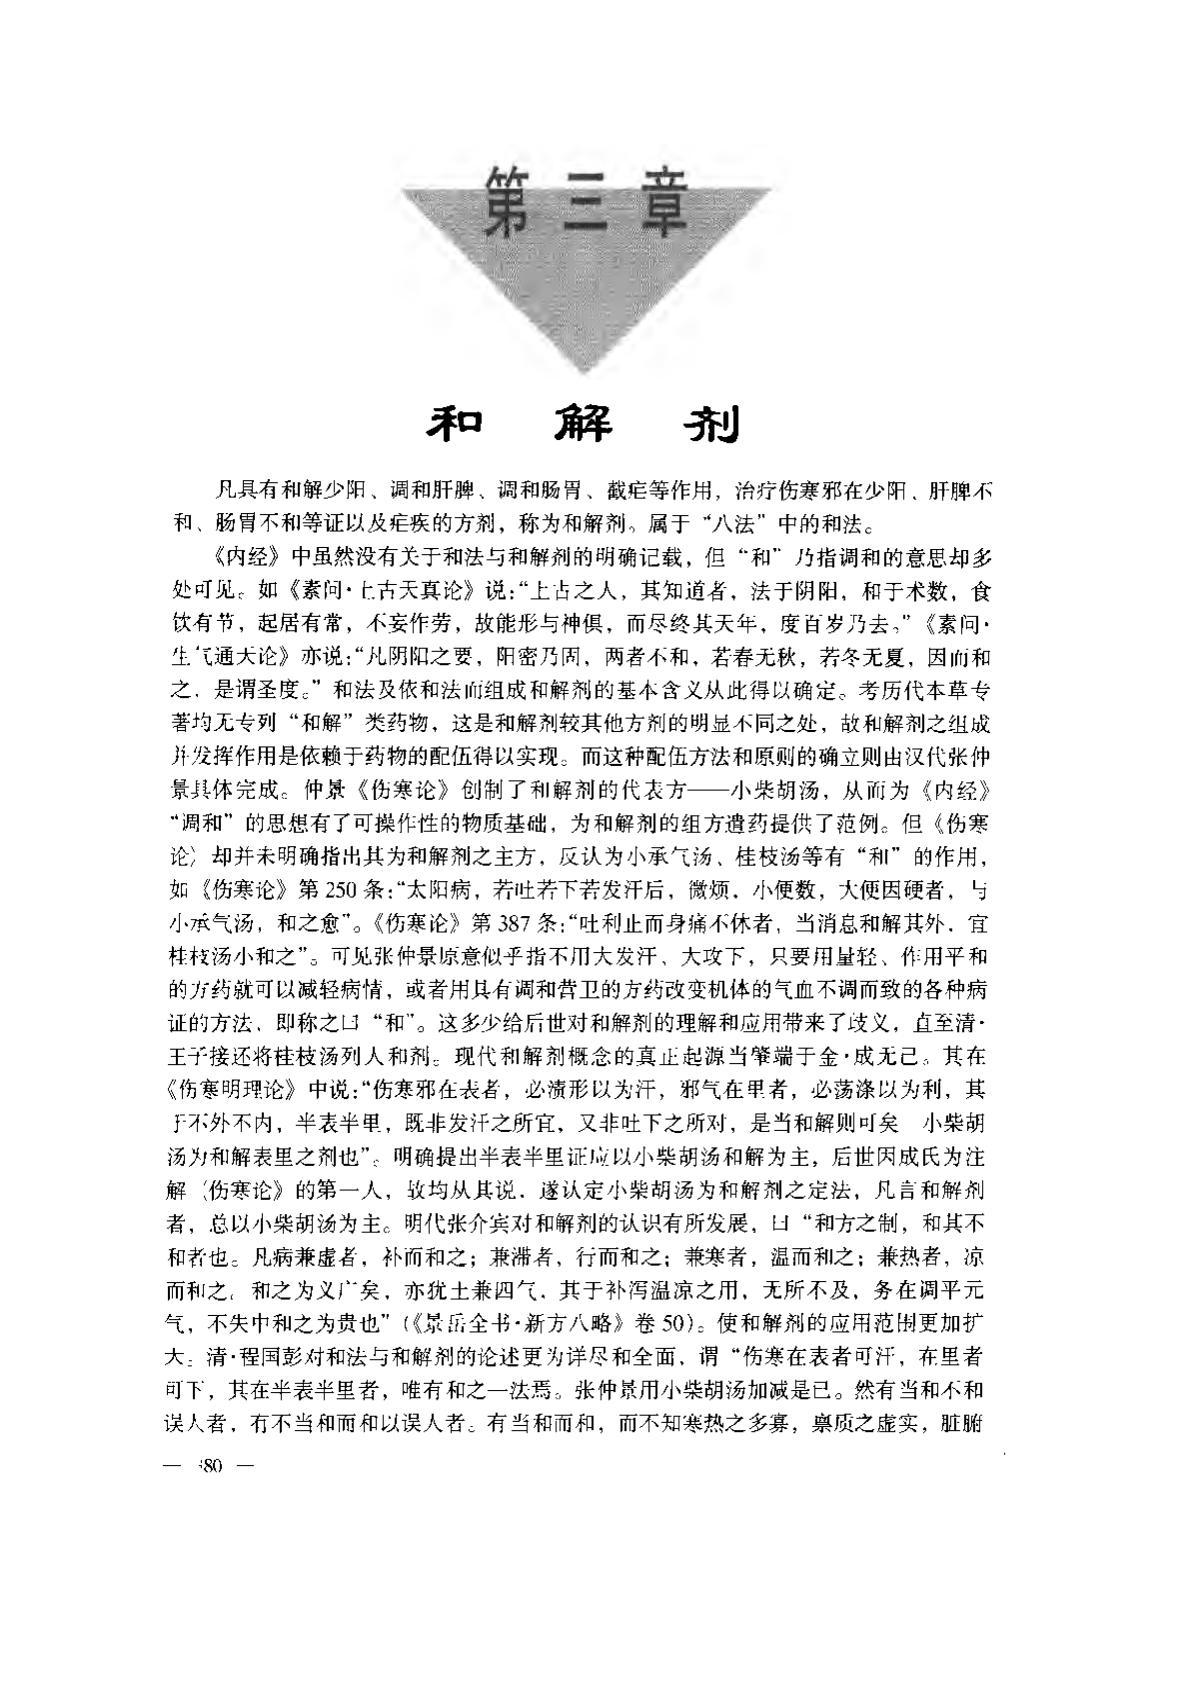 第三章
和解剂
凡具有和解少阳、调和肝脾、调和肠胃、截疟等作用，治疗伤寒邪在少阳、肝脾不
和、肠胃不和等证以及疟疾的方剂，称为和解剂。属于“八法”中的和法。
《内经》中虽然没有关于和法与和解剂的明确记载，但“和”乃指调和的意思却多
处可见。如《素问·上古天真论》说：“上古之人，其知道者，法于阴阳，和于术数，食
饮有节，起居有常，不妄作劳，故能形与神俱，而尽终其天年，度百岁乃去。”《素问·
生气通天论》亦说：“凡阴阳之要，阳密乃固，两者不和，若春无秋，若冬无夏，因而和
之，是谓圣度。”和法及依和法而组成和解剂的基本含义从此得以确定。考历代本草专
著均无专列“和解”类药物，这是和解剂较其他方剂的明显不同之处，故和解剂之组成
并发挥作用是依赖于药物的配伍得以实现。而这种配伍方法和原则的确立则由汉代张仲
景具体完成。仲景《伤寒论》创制了和解剂的代表方——小柴胡汤，从而为《内经》
“调和”的思想有了可操作性的物质基础，为和解剂的组方遣药提供了范例。但《伤寒
论》却并未明确指出其为和解剂之主方，反认为小承气汤、桂枝汤等有“和”的作用，
如《伤寒论》第250条：“太阳病，若吐若下若发汗后，微烦，小便数，大便因硬者，与
小承气汤，和之愈”。《伤寒论》第387条：“吐利止而身痛不休者，当消息和解其外，宜
桂枝汤小和之”。可见张仲景原意似乎指不用大发汗、大攻下，只要用量轻、作用平和
的方药就可以减轻病情，或者用具有调和营卫的方药改变机体的气血不调而致的各种病
证的方法，即称之曰“和”。这多少给后世对和解剂的理解和应用带来了歧义，直至清·
王子接还将桂枝汤列入和剂。现代和解剂概念的真正起源当肇端于金·成无己。其在
《伤寒明理论》中说：“伤寒邪在表者，必渍形以为汗，邪气在里者，必荡涤以为利，其
于不外不内，半表半里，既非发汗之所宜，又非吐下之所对，是当和解则可矣 小柴胡
汤为和解表里之剂也”。明确提出半表半里证应以小柴胡汤和解为主，后世因成氏为注
解《伤寒论》的第一人，故均从其说，遂认定小柴胡汤为和解剂之定法，凡言和解剂
者，总以小柴胡汤为主。明代张介宾对和解剂的认识有所发展，曰“和方之制，和其不
和者也。凡病兼虚者，补而和之；兼滞者，行而和之；兼寒者，温而和之；兼热者，凉
而和之。和之为义广矣，亦犹土兼四气，其于补泻温凉之用，无所不及，务在调平元
气，不失中和之为贵也”（《景岳全书·新方八略》卷50）。使和解剂的应用范围更加扩
大。清·程国彭对和法与和解剂的论述更为详尽和全面，谓“伤寒在表者可汗，在里者
可下，其在半表半里者，唯有和之一法焉。张仲景用小柴胡汤加减是已。然有当和不和
误人者，有不当和而和以误人者。有当和而和，而不知寒热之多寡，禀质之虚实，脏腑
— 80 —